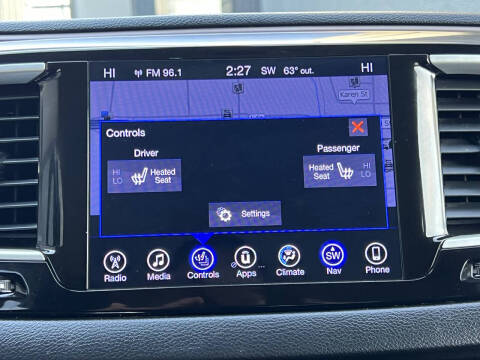 HI FM 96.1 2:27 SW 63° out. HI
Karen St
Controls
Driver
Passenger
HI
LO
Heated
Seat
Heated
Seat
HI
LO
Settings
Radio
Media
Controls
Apps
Climate
SW
Nav
Phone